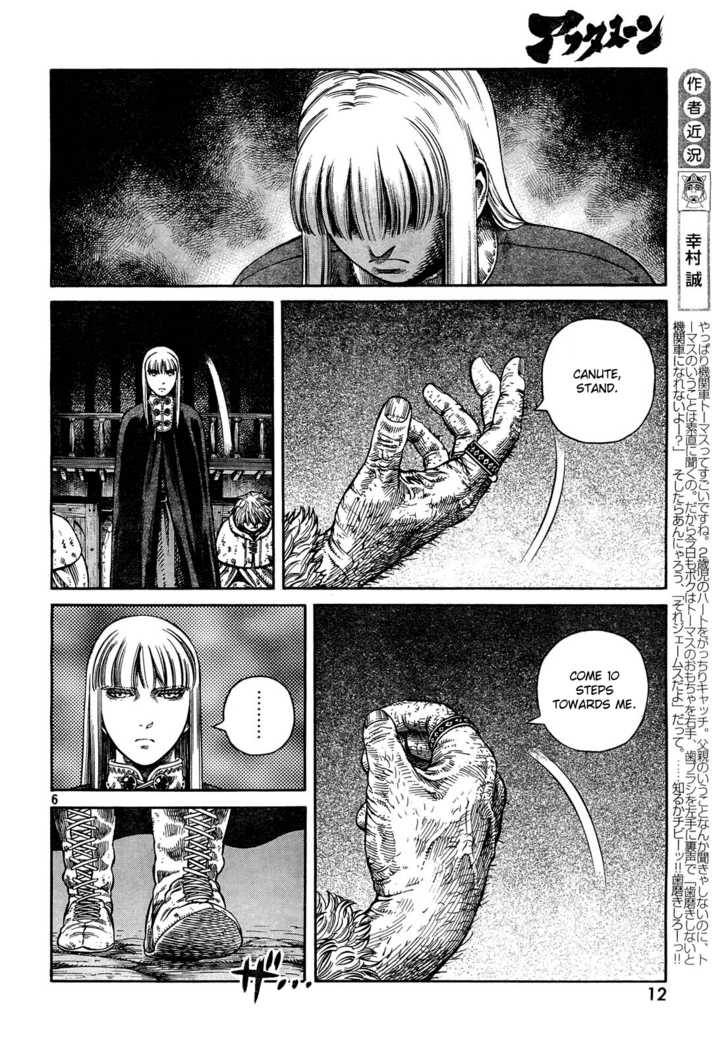 アフタヌーン
作者近況
幸村 誠
やっぱり機関車トーマスってすごいですね。2歳児のハートをがっちりキャッチ。父親のいうことなんか聞きゃしないのに、ト
ーマスのいうことは素直に聞くの。だから今日もボクはトーマスのおもちゃを右手、歯ブラシを左手に裏声で「歯磨きしないと
機関車になれないよー？」 そしたらあんにゃろう、「それジェームスだよ」だって。……知るかチビーッ!!歯磨きしろーっ!!
CANUTE,
STAND.
COME 10
STEPS
TOWARDS ME.
………
6
ザ…
12